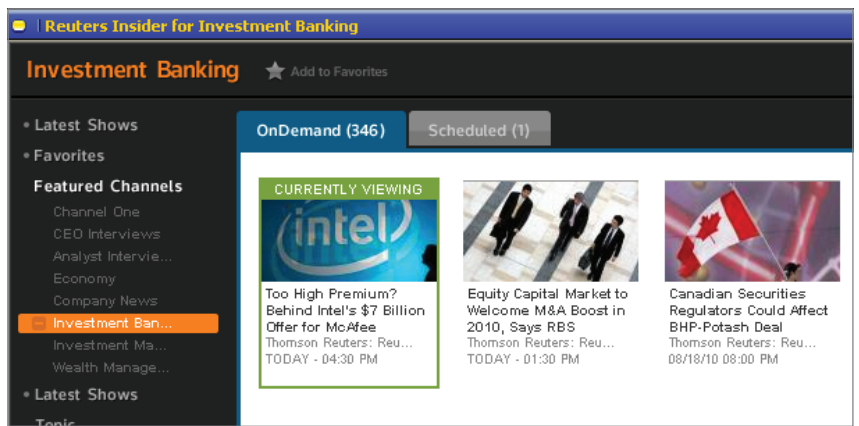 Reuters Insider for Investment Banking
Investment Banking
Add to Favorites
• Latest Shows
• Favorites
Featured Channels
Channel One
CEO Interviews
Analyst Intervie...
Economy
Company News
Investment Ban...
Investment Ma...
Wealth Manage...
• Latest Shows
Topic
OnDemand (346)
Scheduled (1)
CURRENTLY VIEWING
intel
Too High Premium?
Behind Intel's $7 Billion
Offer for McAfee
Thomson Reuters: Reu...
TODAY - 04:30 PM
Equity Capital Market to
Welcome M&A Boost in
2010, Says RBS
Thomson Reuters: Reu...
TODAY - 01:30 PM
Canadian Securities
Regulators Could Affect
BHP-Potash Deal
Thomson Reuters: Reu...
08/18/10 08:00 PM